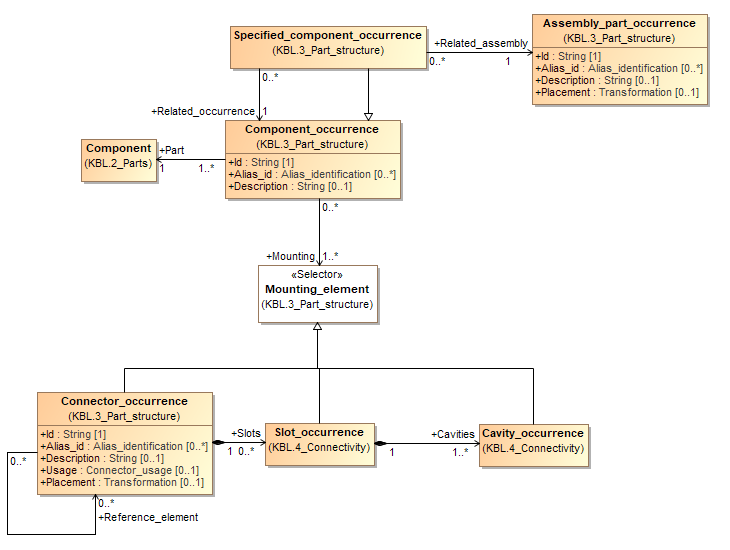 Specified_component_occurrence
(KBL.3_Part_structure)
+Related_assembly
0..*
1
Assembly_part_occurrence
(KBL.3_Part_structure)
+Id : String [1]
+Alias_id : Alias_identification [0..*]
+Description : String [0..1]
+Placement : Transformation [0..1]
0..*
+Related_occurrence
1
Component
(KBL.2_Parts)
+Part
1
1..*
Component_occurrence
(KBL.3_Part_structure)
+Id : String [1]
+Alias_id : Alias_identification [0..*]
+Description : String [0..1]
0..*
+Mounting
1..*
«Selector»
Mounting_element
(KBL.3_Part_structure)
Connector_occurrence
(KBL.3_Part_structure)
+Id : String [1]
+Alias_id : Alias_identification [0..*]
+Description : String [0..1]
+Usage : Connector_usage [0..1]
+Placement : Transformation [0..1]
0..*
0..*
+Reference_element
+Slots
1
0..*
Slot_occurrence
(KBL.4_Connectivity)
+Cavities
1
1..*
Cavity_occurrence
(KBL.4_Connectivity)